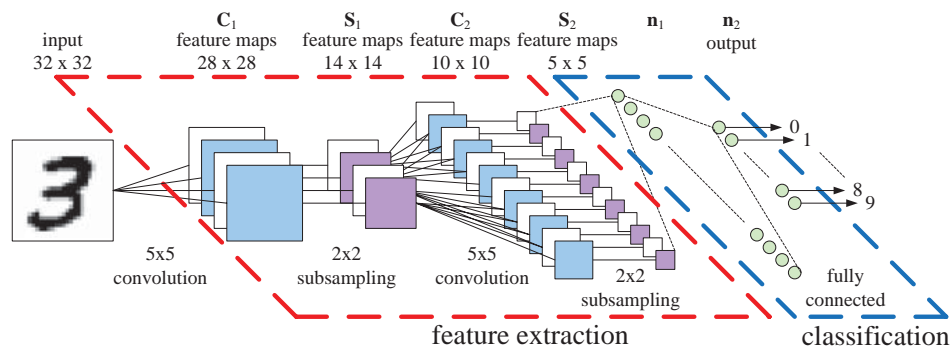 input
32 x 32
C1
feature maps
28 x 28
S1
feature maps
14 x 14
C2
feature maps
10 x 10
S2
feature maps
5 x 5
n1
n2
output
0
1
8
9
5x5
convolution
2x2
subsampling
5x5
convolution
2x2
subsampling
fully
connected
feature extraction
classification